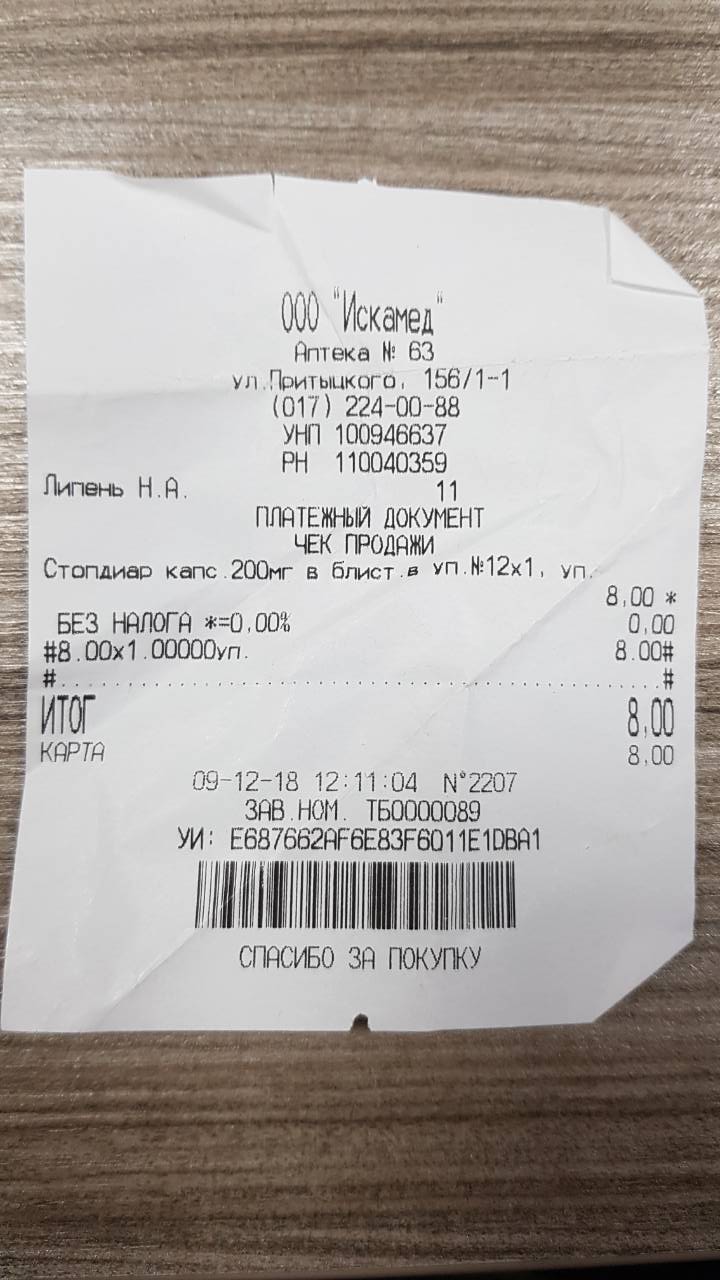 ООО "Искамед"
Аптека № 63
ул.Притыцкого, 156/1-1
(017) 224-00-88
УНП 100946637
РН 110040359
Липень Н.А. 11
ПЛАТЕЖНЫЙ ДОКУМЕНТ
ЧЕК ПРОДАЖИ
Стопдиар капс.200мг в блист.в уп.№12х1, уп.
8,00 *
БЕЗ НАЛОГА *=0,00% 0,00
#8.00x1.00000уп. 8.00#
#................................................#
ИТОГ 8,00
КАРТА 8,00
09-12-18 12:11:04 N°2207
ЗАВ.НОМ. ТБ0000089
УИ: E687662AF6E83F6011E1DBA1
СПАСИБО ЗА ПОКУПКУ